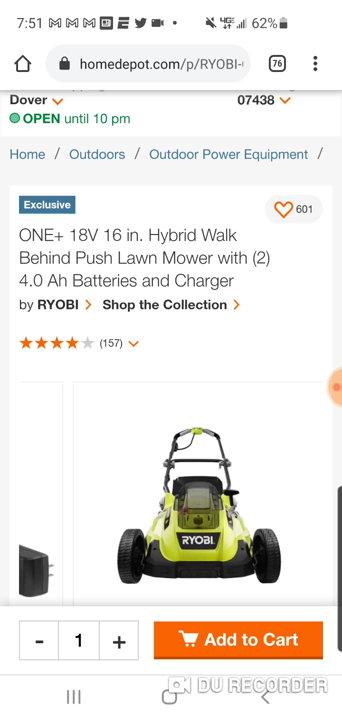 7:51 62%
homedepot.com/p/RYOBI- 76
Dover 07438
OPEN until 10 pm
Home / Outdoors / Outdoor Power Equipment /
Exclusive
601
ONE+ 18V 16 in. Hybrid Walk
Behind Push Lawn Mower with (2)
4.0 Ah Batteries and Charger
by RYOBI > Shop the Collection >
(157)
RYOBI
- 1 + Add to Cart
DU RECORDER